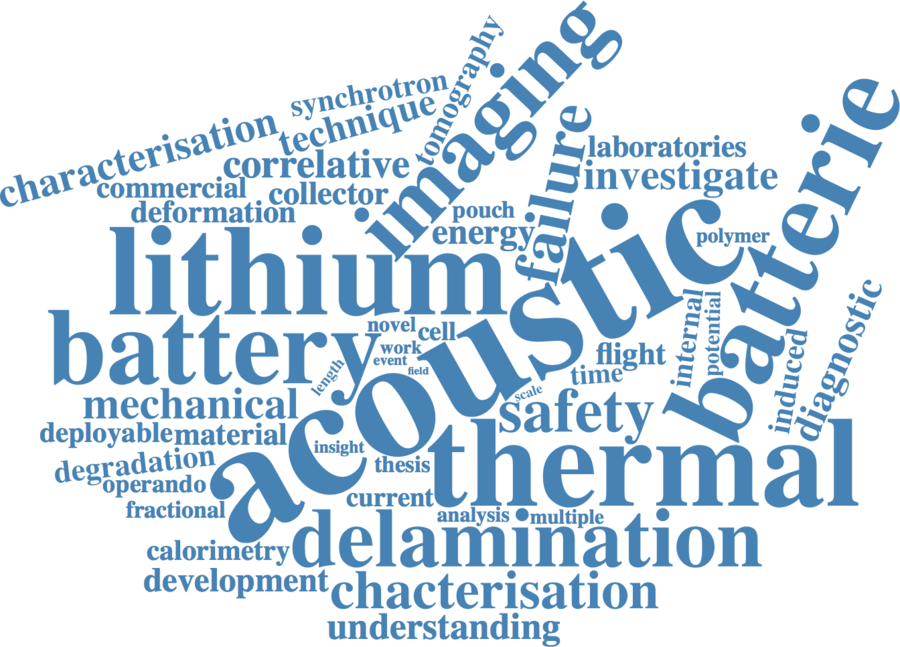 tomography
imaging
synchrotron
technique
characterisation
correlative
commercial
collector
deformation
failure
laboratories
investigate
batterie
pouch
energy
polymer
lithium
acoustic
battery
novel
cell
work
event
field
length
flight
time
internal
potential
induced
diagnostic
scale
safety
mechanical
deployable
material
insight
thesis
thermal
degradation
operando
fractional
current
analysis
multiple
delamination
calorimetry
development
chacterisation
understanding